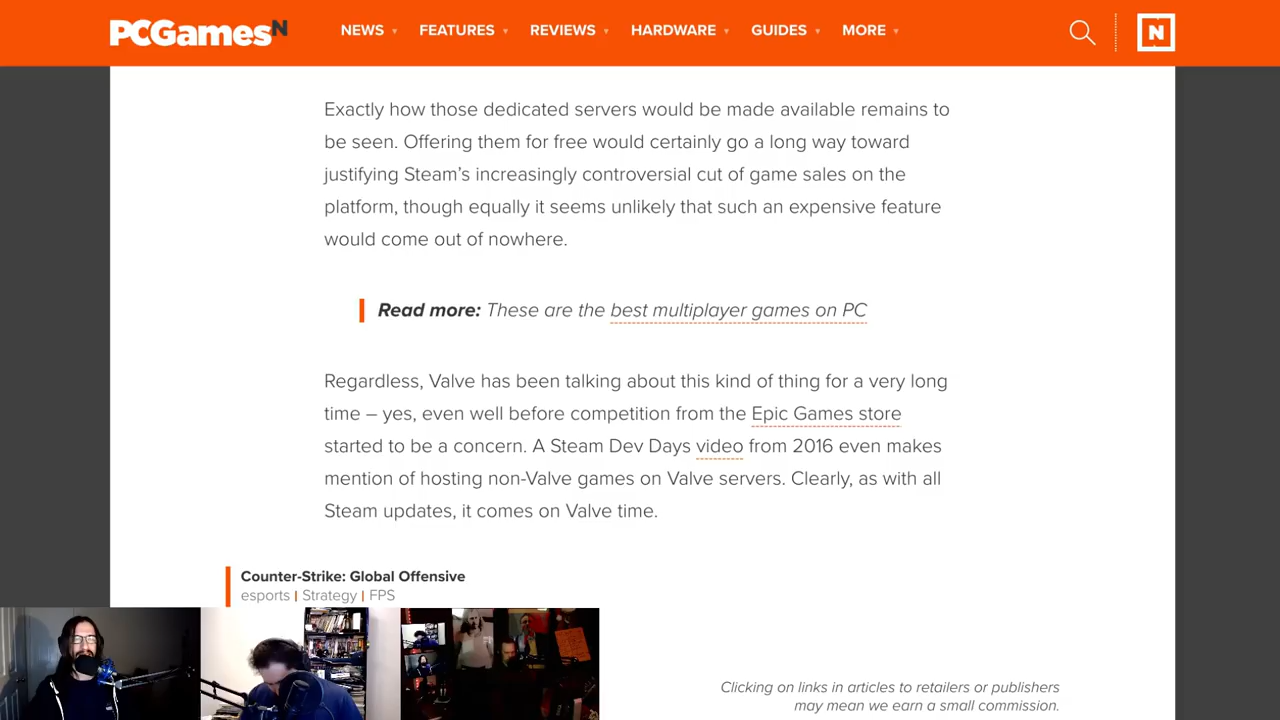 PCGamesN
NEWS FEATURES REVIEWS HARDWARE GUIDES MORE
N
Exactly how those dedicated servers would be made available remains to
be seen. Offering them for free would certainly go a long way toward
justifying Steam’s increasingly controversial cut of game sales on the
platform, though equally it seems unlikely that such an expensive feature
would come out of nowhere.
Read more: These are the best multiplayer games on PC
Regardless, Valve has been talking about this kind of thing for a very long
time – yes, even well before competition from the Epic Games store
started to be a concern. A Steam Dev Days video from 2016 even makes
mention of hosting non-Valve games on Valve servers. Clearly, as with all
Steam updates, it comes on Valve time.
Counter-Strike: Global Offensive
esports | Strategy | FPS
Clicking on links in articles to retailers or publishers
may mean we earn a small commission.